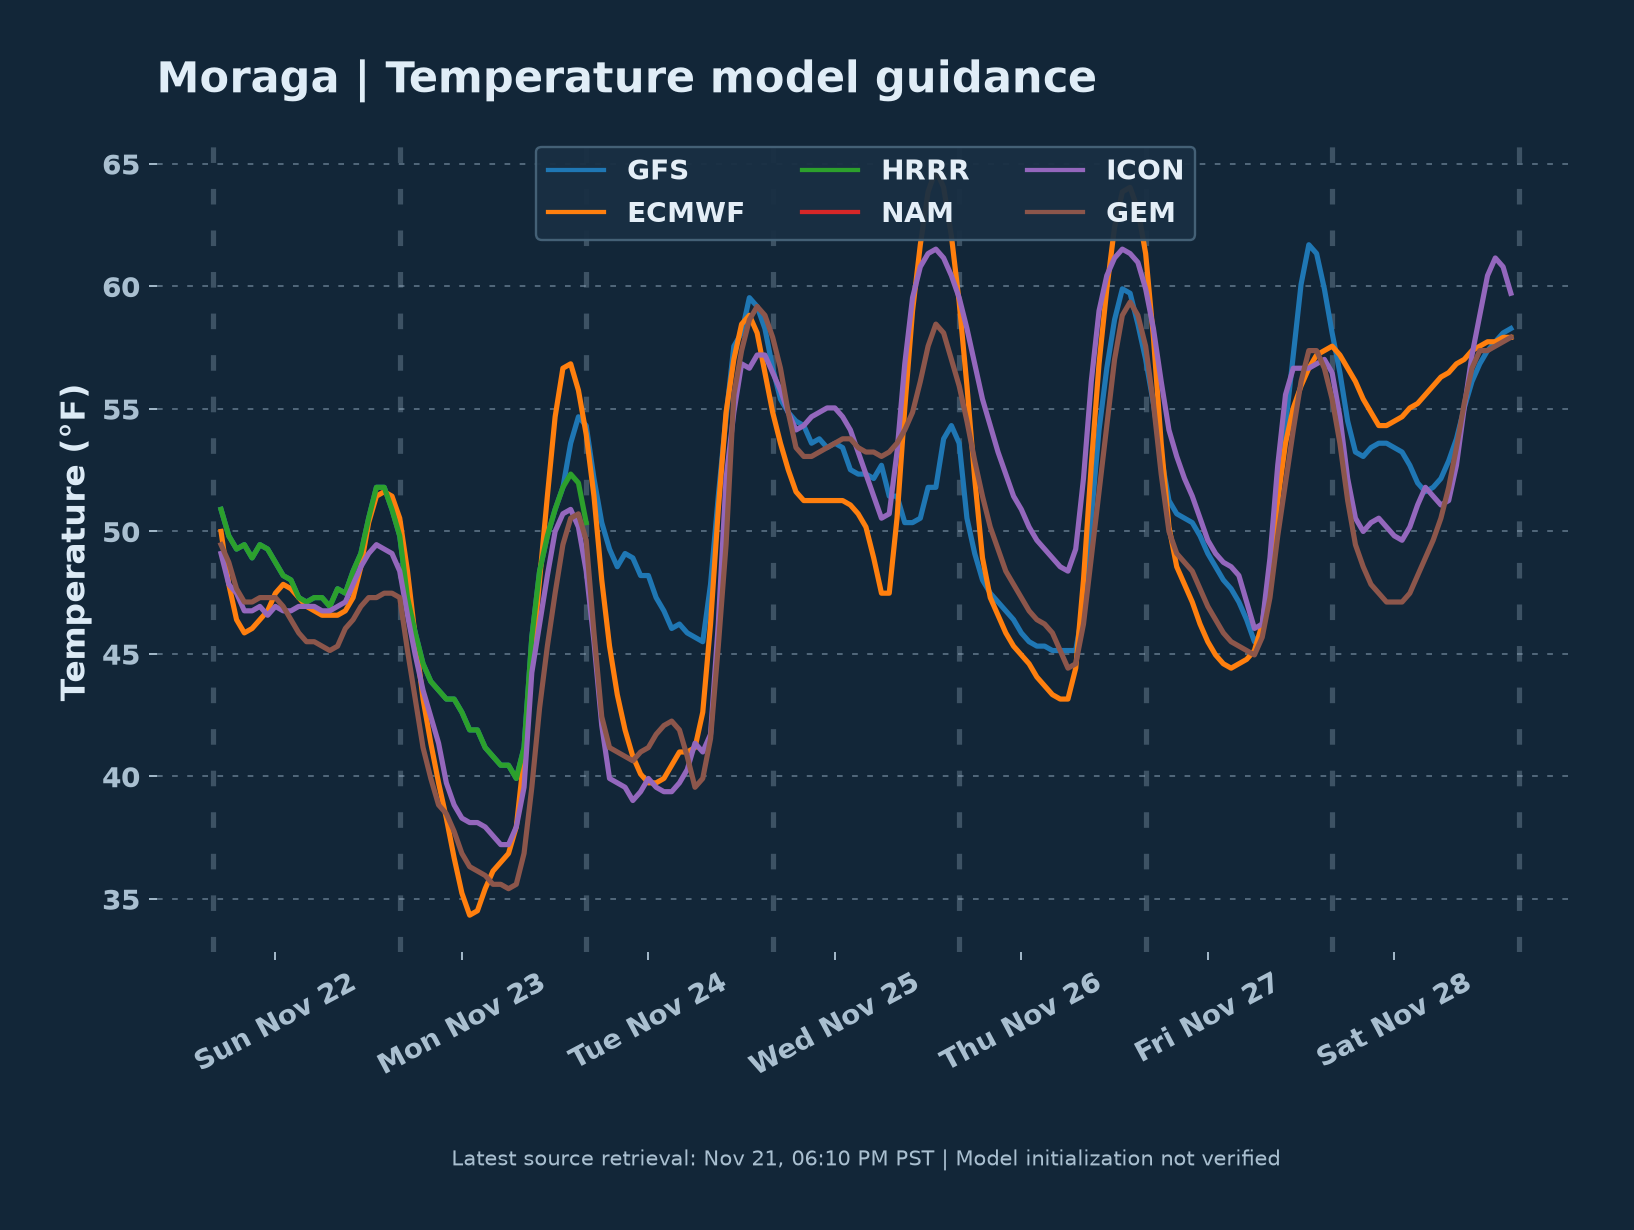 Moraga | Temperature model guidance
GFS HRRR ICON
ECMWF NAM GEM
Temperature (°F)
65
60
55
50
45
40
35
Sun Nov 22
Mon Nov 23
Tue Nov 24
Wed Nov 25
Thu Nov 26
Fri Nov 27
Sat Nov 28
Latest source retrieval: Nov 21, 06:10 PM PST | Model initialization not verified